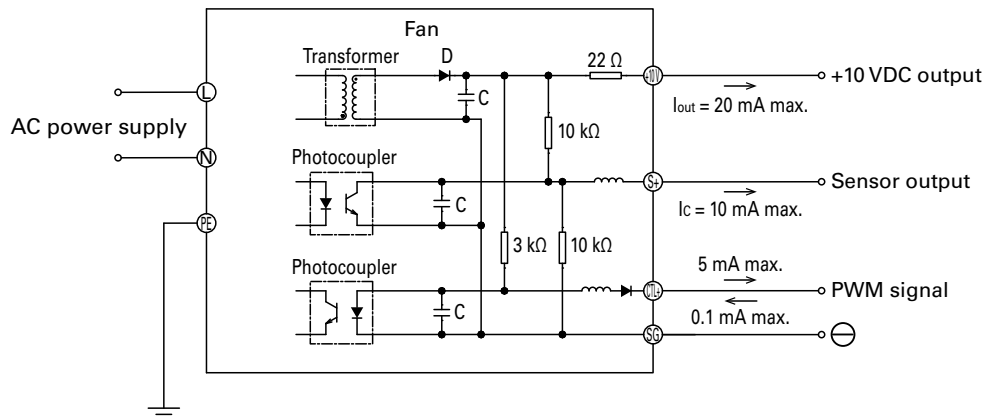 Fan
Transformer
D
22 Ω
+10V
+10 VDC output
Iout = 20 mA max.
C
10 kΩ
L
AC power supply
N
Photocoupler
S+
Sensor output
Ic = 10 mA max.
C
PE
3 kΩ
10 kΩ
Photocoupler
5 mA max.
CTL+
PWM signal
0.1 mA max.
C
SG
⊖